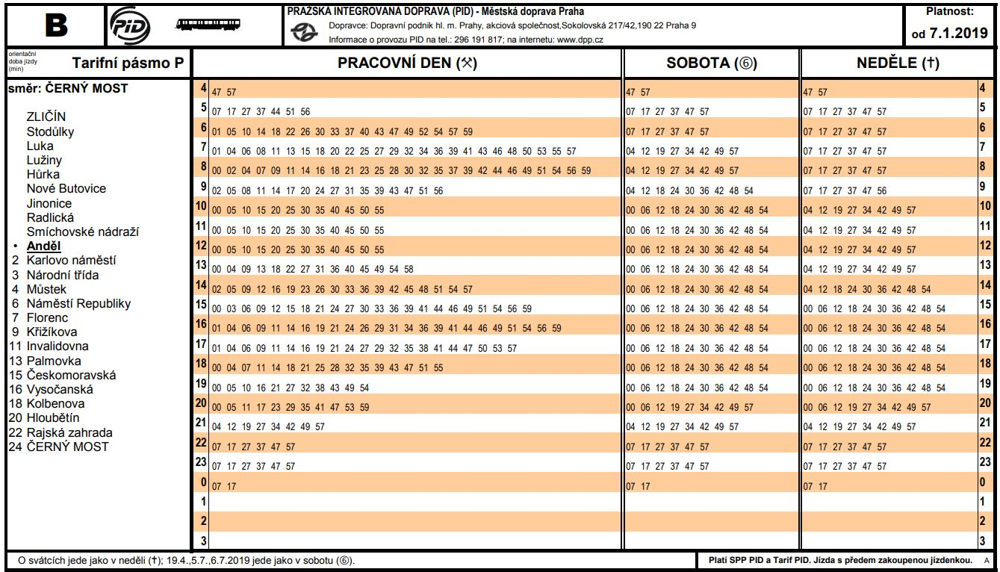 B
PiD
PRAŽSKÁ INTEGROVANÁ DOPRAVA (PID) - Městská doprava Praha
Dopravce: Dopravní podnik hl. m. Prahy, akciová společnost,Sokolovská 217/42,190 22 Praha 9
Informace o provozu PID na tel.: 296 191 817; na internetu: www.dpp.cz
Platnost:
od 7.1.2019
orientační
doba jízdy
(min)
Tarifní pásmo P
PRACOVNÍ DEN (⚒)
SOBOTA (⑥)
NEDĚLE (†)
směr: ČERNÝ MOST
ZLIČÍN
Stodůlky
Luka
Lužiny
Hůrka
Nové Butovice
Jinonice
Radlická
Smíchovské nádraží
• Anděl
2 Karlovo náměstí
3 Národní třída
4 Můstek
6 Náměstí Republiky
7 Florenc
9 Křižíkova
11 Invalidovna
13 Palmovka
15 Českomoravská
16 Vysočanská
18 Kolbenova
20 Hloubětín
22 Rajská zahrada
24 ČERNÝ MOST
4 47 57 47 57 47 57 4
5 07 17 27 37 44 51 56 07 17 27 37 47 57 07 17 27 37 47 57 5
6 01 05 10 14 18 22 26 30 33 37 40 43 47 49 52 54 57 59 07 17 27 37 47 57 07 17 27 37 47 57 6
7 01 04 06 08 11 13 15 18 20 22 25 27 29 32 34 36 39 41 43 46 48 50 53 55 57 04 12 19 27 34 42 49 57 07 17 27 37 47 57 7
8 00 02 04 07 09 11 14 16 18 21 23 25 28 30 32 35 37 39 42 44 46 49 51 54 56 59 04 12 19 27 34 42 49 57 07 17 27 37 47 57 8
9 02 05 08 11 14 17 20 24 27 31 35 39 43 47 51 56 04 12 18 24 30 36 42 48 54 07 17 27 37 47 56 9
10 00 05 10 15 20 25 30 35 40 45 50 55 00 06 12 18 24 30 36 42 48 54 04 12 19 27 34 42 49 57 10
11 00 05 10 15 20 25 30 35 40 45 50 55 00 06 12 18 24 30 36 42 48 54 04 12 19 27 34 42 49 57 11
12 00 05 10 15 20 25 30 35 40 45 50 55 00 06 12 18 24 30 36 42 48 54 04 12 19 27 34 42 49 57 12
13 00 04 09 13 18 22 27 31 36 40 45 49 54 58 00 06 12 18 24 30 36 42 48 54 04 12 19 27 34 42 49 57 13
14 02 05 09 12 16 19 23 26 30 33 36 39 42 45 48 51 54 57 00 06 12 18 24 30 36 42 48 54 04 12 18 24 30 36 42 48 54 14
15 00 03 06 09 12 15 18 21 24 27 30 33 36 39 41 44 46 49 51 54 56 59 00 06 12 18 24 30 36 42 48 54 00 06 12 18 24 30 36 42 48 54 15
16 01 04 06 09 11 14 16 19 21 24 26 29 31 34 36 39 41 44 46 49 51 54 56 59 00 06 12 18 24 30 36 42 48 54 00 06 12 18 24 30 36 42 48 54 16
17 01 04 06 09 11 14 16 19 21 24 27 29 32 35 38 41 44 47 50 53 57 00 06 12 18 24 30 36 42 48 54 00 06 12 18 24 30 36 42 48 54 17
18 00 04 07 11 14 18 21 25 28 32 35 39 43 47 51 55 00 06 12 18 24 30 36 42 48 54 00 06 12 18 24 30 36 42 48 54 18
19 00 05 10 16 21 27 32 38 43 49 54 00 06 12 18 24 30 36 42 48 54 00 06 12 18 24 30 36 42 48 54 19
20 00 05 11 17 23 29 35 41 47 53 59 00 06 12 19 27 34 42 49 57 00 06 12 19 27 34 42 49 57 20
21 04 12 19 27 34 42 49 57 04 12 19 27 34 42 49 57 04 12 19 27 34 42 49 57 21
22 07 17 27 37 47 57 07 17 27 37 47 57 07 17 27 37 47 57 22
23 07 17 27 37 47 57 07 17 27 37 47 57 07 17 27 37 47 57 23
0 07 17 07 17 07 17 0
1 1
2 2
3 3
O svátcích jede jako v neděli (†); 19.4.,5.7.,6.7.2019 jede jako v sobotu (⑥).
Platí SPP PID a Tarif PID. Jízda s předem zakoupenou jízdenkou. A